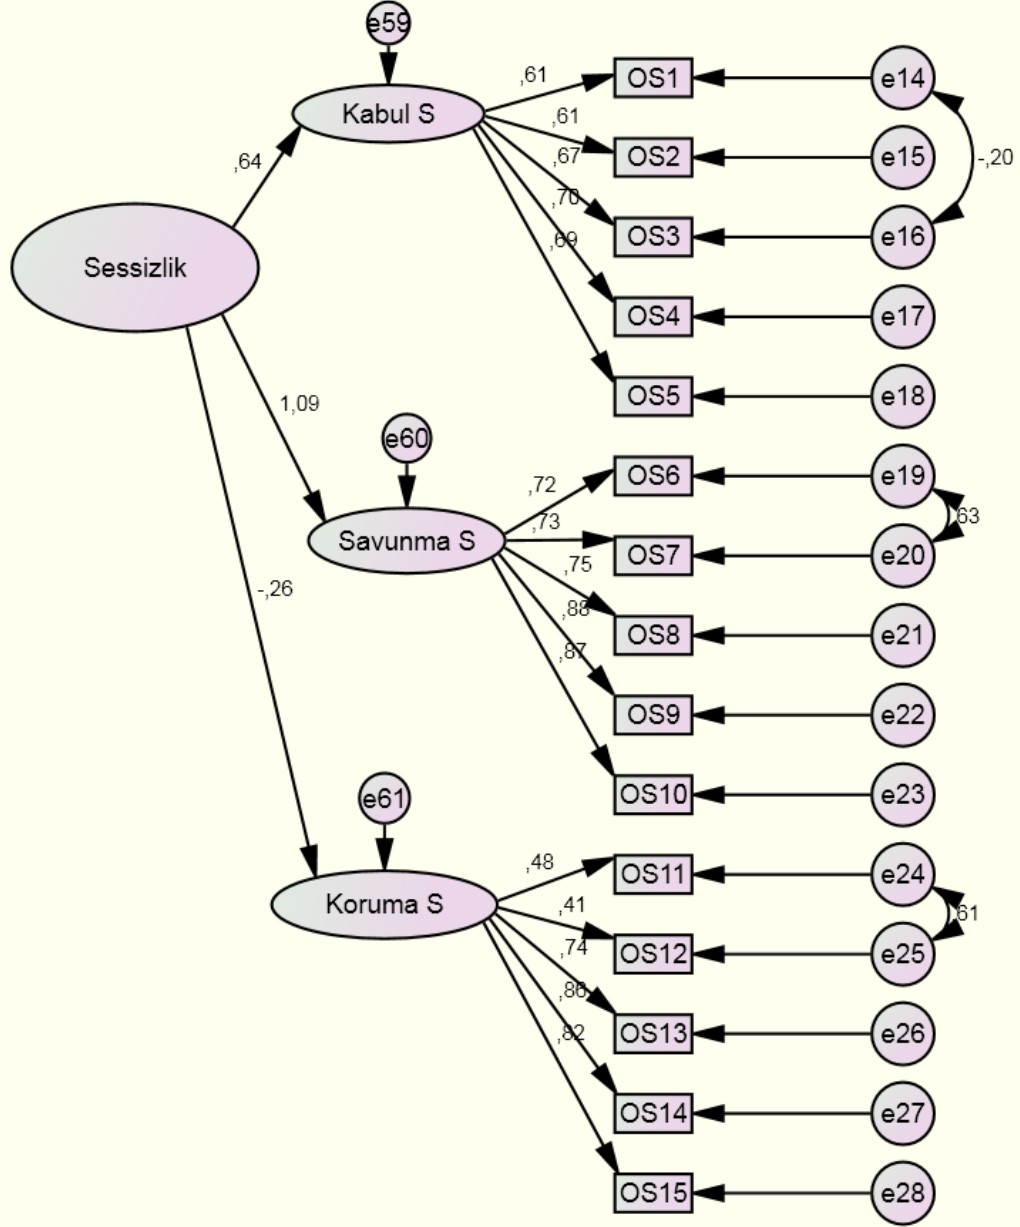 e59
,61
OS1
e14
Kabul S
,61
,64
,67
OS2
e15
-,20
,70
,69
OS3
e16
Sessizlik
OS4
e17
OS5
e18
1,09
e60
OS6
e19
,72
,73
63
Savunma S
OS7
e20
,75
-,26
,88
OS8
e21
,87
OS9
e22
e61
OS10
e23
,48
OS11
e24
Koruma S
,41
61
,74
OS12
e25
,86
,82
OS13
e26
OS14
e27
OS15
e28